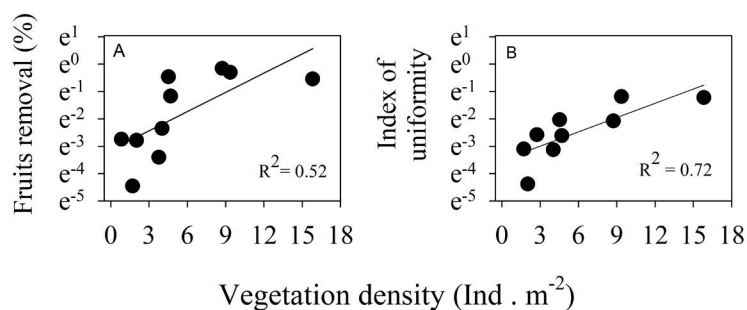 Fruits removal (%)
e¹
e⁰
e⁻¹
e⁻²
e⁻³
e⁻⁴
e⁻⁵
A
R² = 0.52
0 3 6 9 12 15 18
Index of
uniformity
e¹
e⁰
e⁻¹
e⁻²
e⁻³
e⁻⁴
e⁻⁵
B
R² = 0.72
0 3 6 9 12 15 18
Vegetation density (Ind . m⁻²)